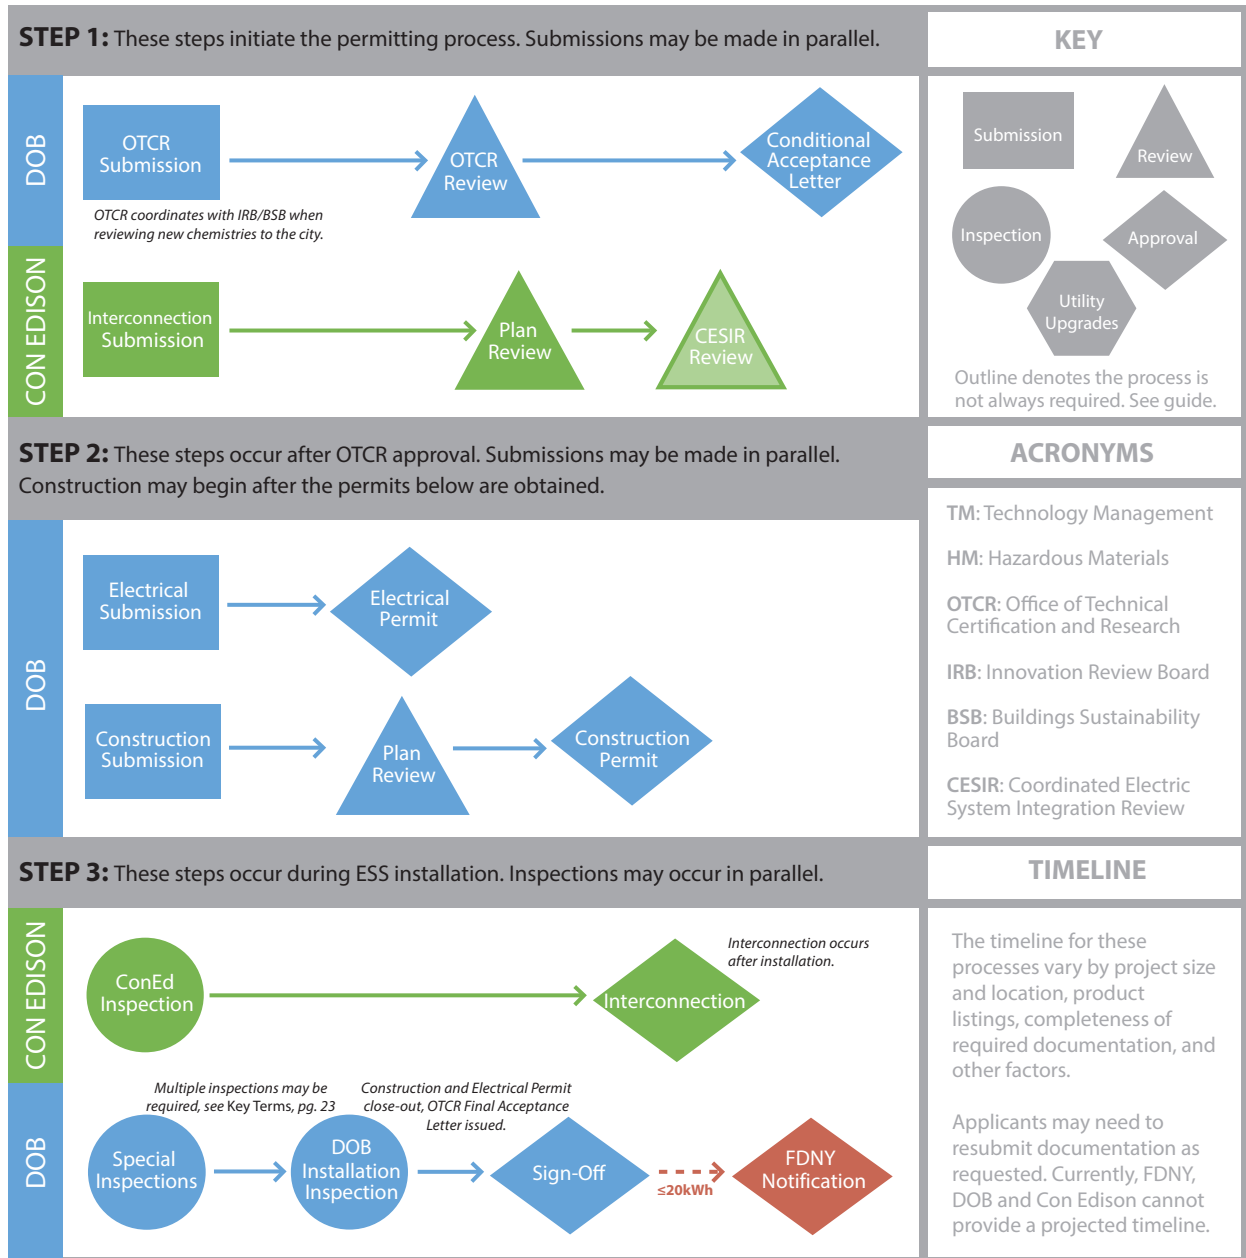 STEP 1: These steps initiate the permitting process. Submissions may be made in parallel.
DOB
OTCR
Submission
OTCR coordinates with IRB/BSB when
reviewing new chemistries to the city.
OTCR
Review
Conditional
Acceptance
Letter
CON EDISON
Interconnection
Submission
Plan
Review
CESIR
Review
KEY
Submission
Review
Inspection
Approval
Utility
Upgrades
Outline denotes the process is
not always required. See guide.
STEP 2: These steps occur after OTCR approval. Submissions may be made in parallel.
Construction may begin after the permits below are obtained.
DOB
Electrical
Submission
Electrical
Permit
Construction
Submission
Plan
Review
Construction
Permit
ACRONYMS
TM: Technology Management
HM: Hazardous Materials
OTCR: Office of Technical
Certification and Research
IRB: Innovation Review Board
BSB: Buildings Sustainability
Board
CESIR: Coordinated Electric
System Integration Review
STEP 3: These steps occur during ESS installation. Inspections may occur in parallel.
CON EDISON
ConEd
Inspection
Interconnection
Interconnection occurs
after installation.
DOB
Multiple inspections may be
required, see Key Terms, pg. 23
Special
Inspections
DOB
Installation
Inspection
Construction and Electrical Permit
close-out, OTCR Final Acceptance
Letter issued.
Sign-Off
≤20kWh
FDNY
Notification
TIMELINE
The timeline for these
processes vary by project size
and location, product
listings, completeness of
required documentation, and
other factors.
Applicants may need to
resubmit documentation as
requested. Currently, FDNY,
DOB and Con Edison cannot
provide a projected timeline.